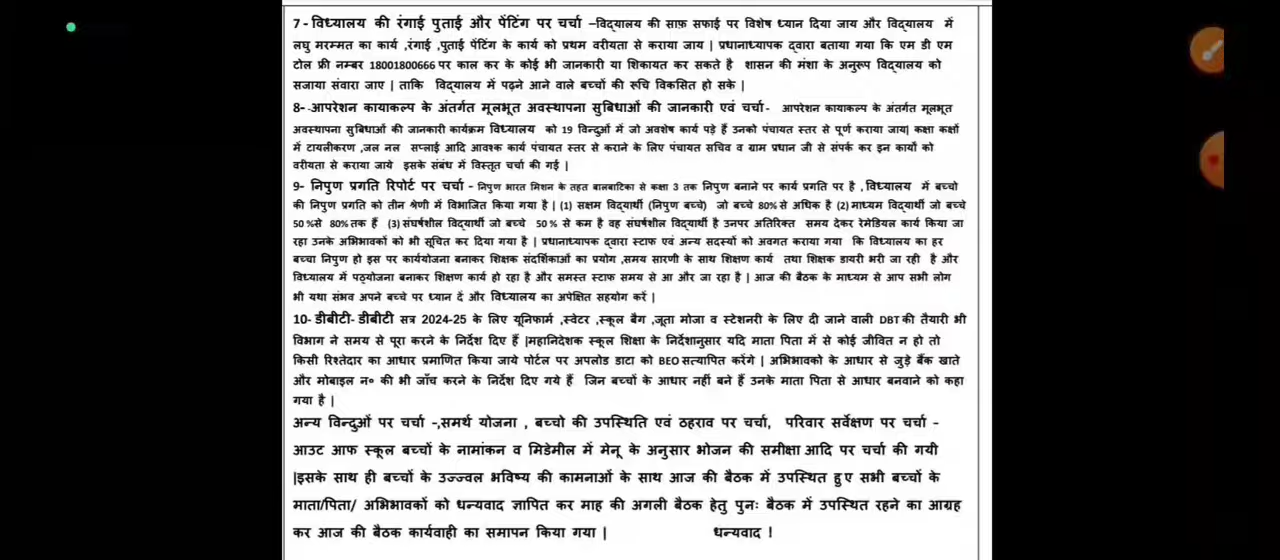 7 - विध्यालय की रंगाई पुताई और पेंटिंग पर चर्चा –विद्यालय की साफ़ सफाई पर विशेष ध्यान दिया जाय और विद्यालय में
लघु मरम्मत का कार्य ,रंगाई ,पुताई पेंटिंग के कार्य को प्रथम वरीयता से कराया जाय | प्रधानाध्यापक द्वारा बताया गया कि एम डी एम
टोल फ्री नम्बर 18001800666 पर काल कर के कोई भी जानकारी या शिकायत कर सकते है शासन की मंशा के अनुरूप विद्यालय को
सजाया संवारा जाए | ताकि विद्यालय में पढ़ने आने वाले बच्चों की रूचि विकसित हो सके |
8- -आपरेशन कायाकल्प के अंतर्गत मूलभूत अवस्थापना सुबिधाओं की जानकारी एवं चर्चा- आपरेशन कायाकल्प के अंतर्गत मूलभूत
अवस्थापना सुबिधाओं की जानकारी कार्यक्रम विध्यालय को 19 विन्दुओं में जो अवशेष कार्य पड़े हैं उनको पंचायत स्तर से पूर्ण कराया जाय| कक्षा कक्षों
में टायलीकरण ,जल नल सप्लाई आदि आवश्क कार्य पंचायत स्तर से कराने के लिए पंचायत सचिव व ग्राम प्रधान जी से संपर्क कर इन कार्यो को
वरीयता से कराया जाये इसके संबंध में विस्तृत चर्चा की गई |
9- निपुण प्रगति रिपोर्ट पर चर्चा - निपुण भारत मिशन के तहत बालबाटिका से कक्षा 3 तक निपुण बनाने पर कार्य प्रगति पर है , विध्यालय में बच्चो
की निपुण प्रगति को तीन श्रेणी में विभाजित किया गया है | (1) सक्षम विद्यार्थी (निपुण बच्चे) जो बच्चे 80% से अधिक है (2) माध्यम विद्यार्थी जो बच्चे
50 %से 80% तक हैं (3) संघर्षशील विद्यार्थी जो बच्चे 50 % से कम है वह संघर्षशील विद्यार्थी है उनपर अतिरिक्त समय देकर रेमेडियल कार्य किया जा
रहा उनके अभिभावकों को भी सूचित कर दिया गया है | प्रधानाध्यापक द्वारा स्टाफ एवं अन्य सदस्यों को अवगत कराया गया कि विध्यालय का हर
बच्चा निपुण हो इस पर कार्ययोजना बनाकर शिक्षक संदर्शिकाओं का प्रयोग ,समय सारणी के साथ शिक्षण कार्य तथा शिक्षक डायरी भरी जा रही है और
विध्यालय में पठ्योजना बनाकर शिक्षण कार्य हो रहा है और समस्त स्टाफ समय से आ और जा रहा है | आज की बैठक के माध्यम से आप सभी लोग
भी यथा संभव अपने बच्चे पर ध्यान दें और विध्यालय का अपेक्षित सहयोग करें |
10- डीबीटी- डीबीटी सत्र 2024-25 के लिए यूनिफार्म ,स्वेटर ,स्कूल बैग ,जूता मोजा व स्टेशनरी के लिए दी जाने वाली DBT की तैयारी भी
विभाग ने समय से पूरा करने के निर्देश दिए हैं |महानिदेशक स्कूल शिक्षा के निर्देशानुसार यदि माता पिता में से कोई जीवित न हो तो
किसी रिश्तेदार का आधार प्रमाणित किया जाये पोर्टल पर अपलोड डाटा को BEO सत्यापित करेंगे | अभिभावको के आधार से जुड़े बैंक खाते
और मोबाइल न० की भी जाँच करने के निर्देश दिए गये हैं जिन बच्चों के आधार नहीं बने हैं उनके माता पिता से आधार बनवाने को कहा
गया है |
अन्य विन्दुओं पर चर्चा -,समर्थ योजना , बच्चो की उपस्थिति एवं ठहराव पर चर्चा, परिवार सर्वेक्षण पर चर्चा –
आउट आफ स्कूल बच्चों के नामांकन व मिडेमील में मेनू के अनुसार भोजन की समीक्षा आदि पर चर्चा की गयी
|इसके साथ ही बच्चों के उज्ज्वल भविष्य की कामनाओं के साथ आज की बैठक में उपस्थित हुए सभी बच्चों के
माता/पिता/ अभिभावकों को धन्यवाद ज्ञापित कर माह की अगली बैठक हेतु पुनः बैठक में उपस्थित रहने का आग्रह
कर आज की बैठक कार्यवाही का समापन किया गया | धन्यवाद !